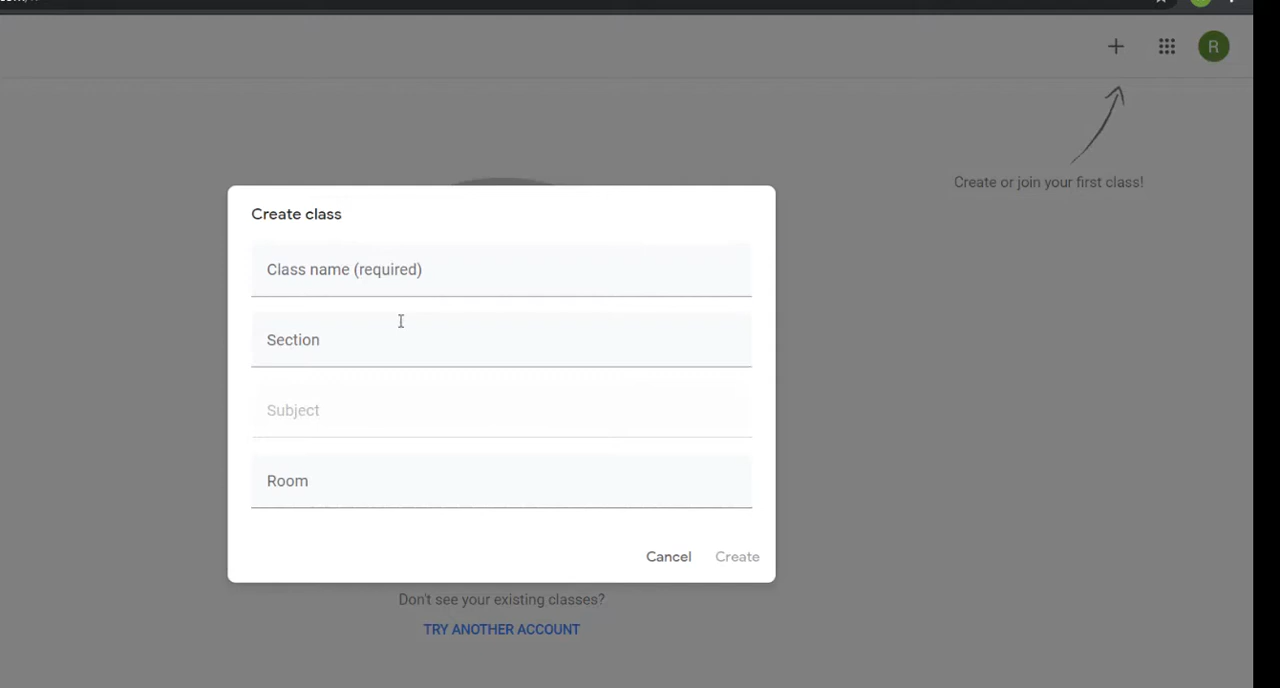 R
Create or join your first class!
Create class
Class name (required)
Section
Subject
Room
Cancel Create
Don't see your existing classes?
TRY ANOTHER ACCOUNT